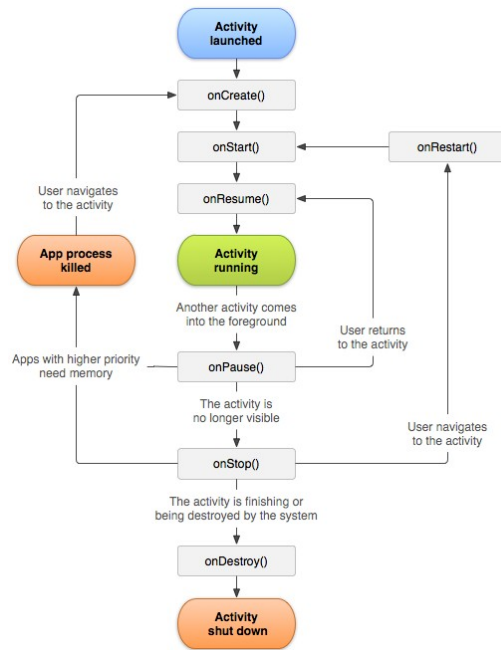 Activity
launched
onCreate()
onStart()
onRestart()
User navigates
to the activity
onResume()
App process
killed
Activity
running
Another activity comes
into the foreground
User returns
to the activity
Apps with higher priority
need memory
onPause()
The activity is
no longer visible
User navigates
to the activity
onStop()
The activity is finishing or
being destroyed by the system
onDestroy()
Activity
shut down